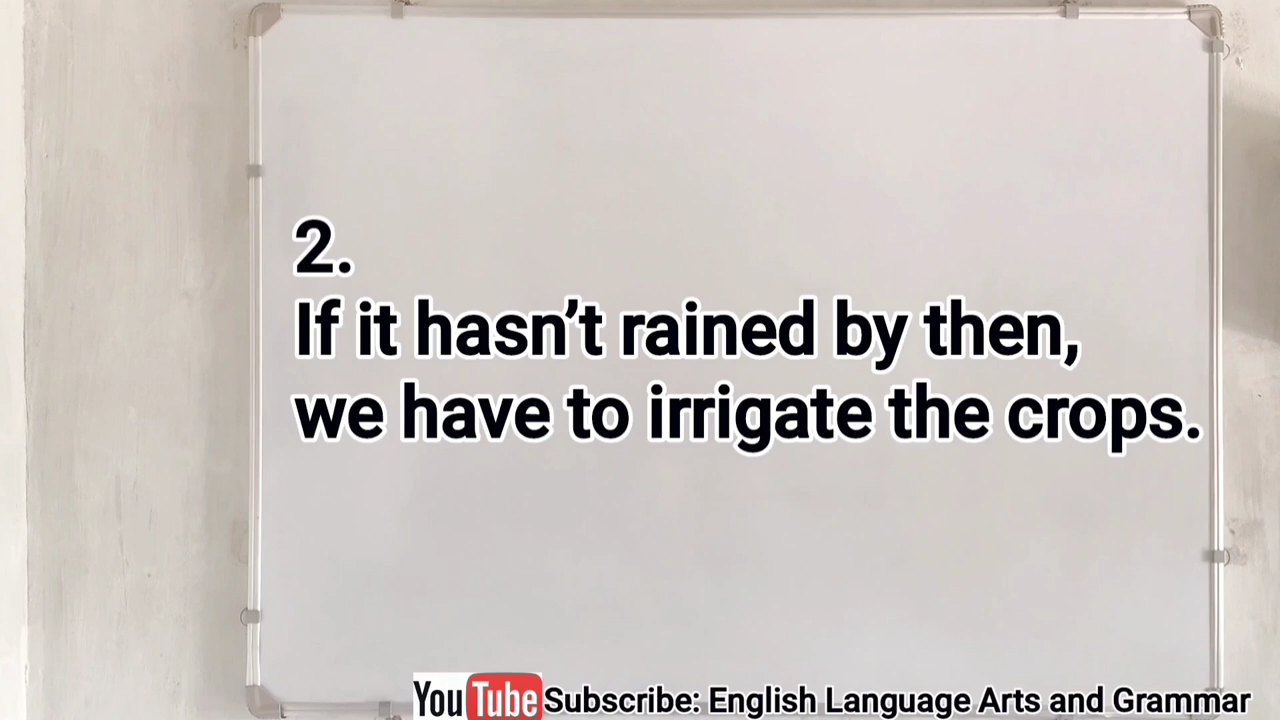 2.
If it hasn’t rained by then,
we have to irrigate the crops.
YouTube Subscribe: English Language Arts and Grammar